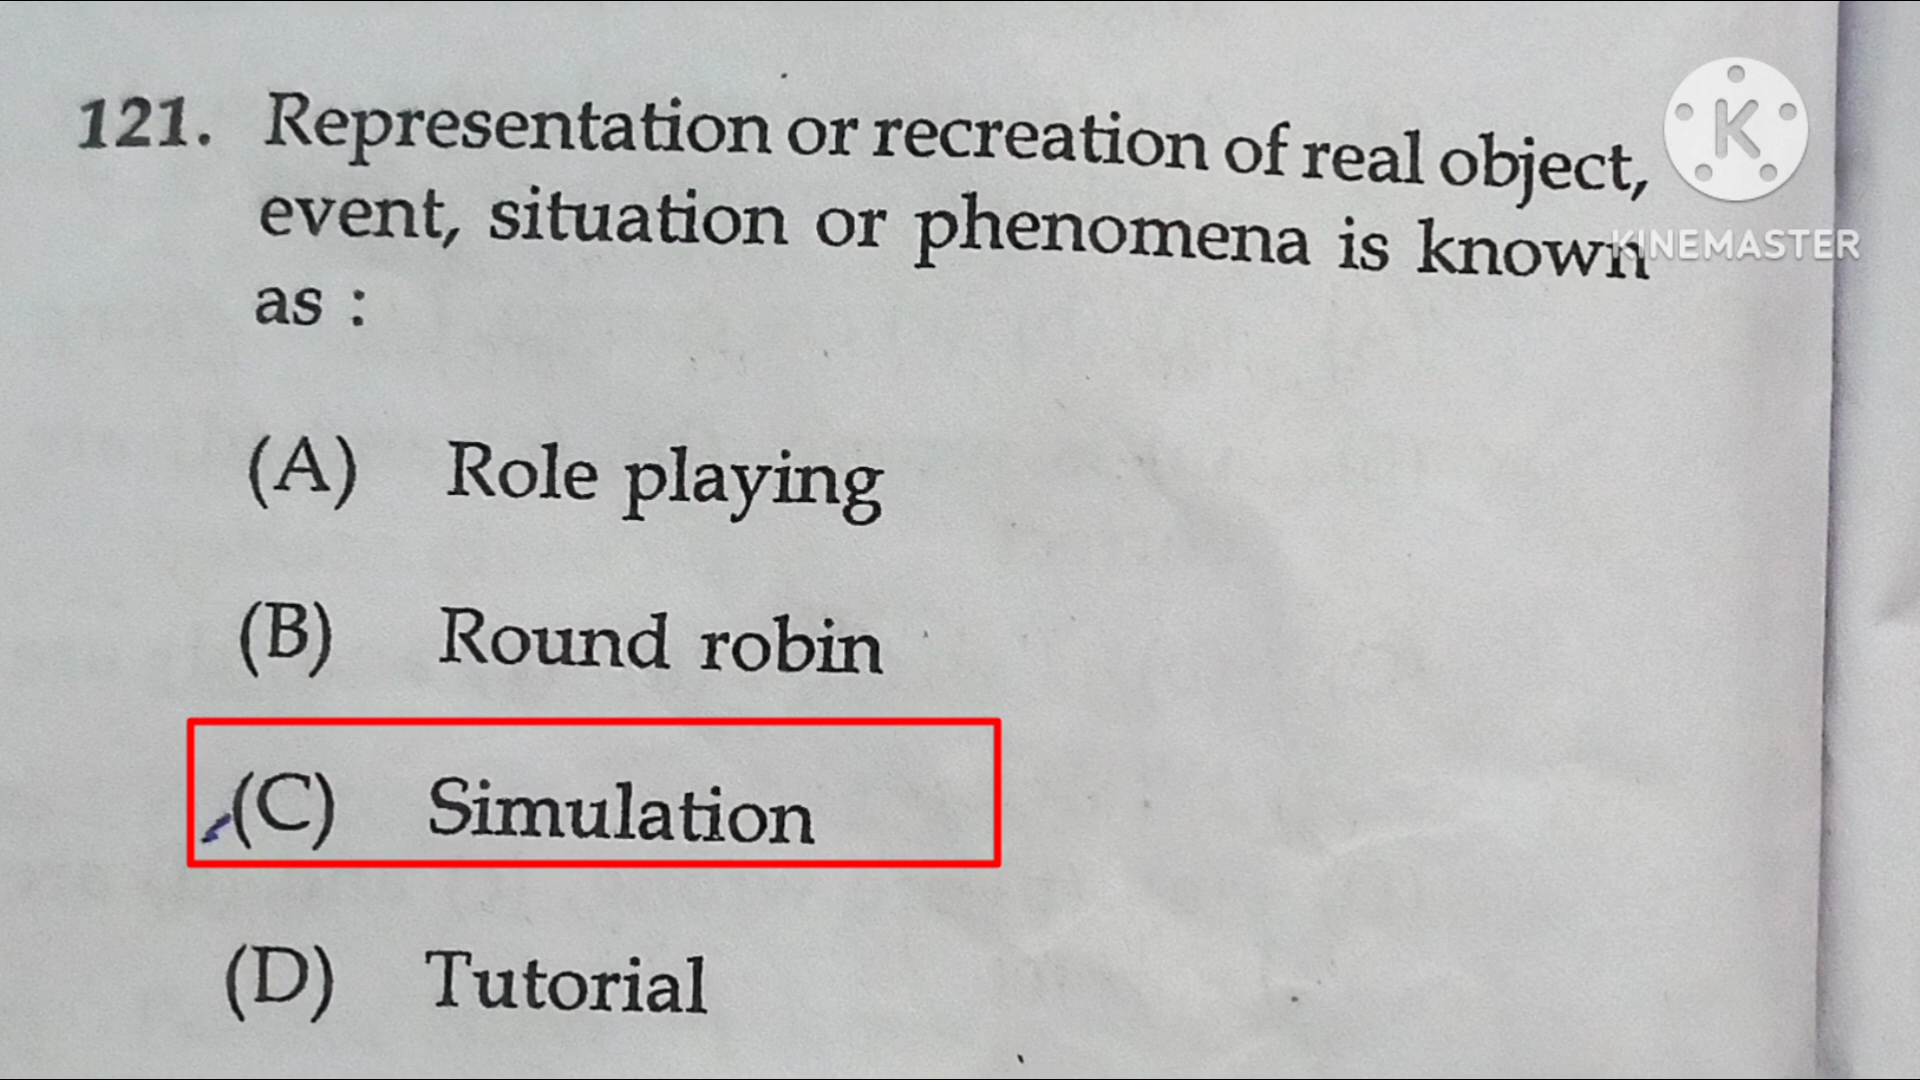 121. Representation or recreation of real object,
event, situation or phenomena is known
as :
(A) Role playing
(B) Round robin
(C) Simulation
(D) Tutorial
K
KINEMASTER